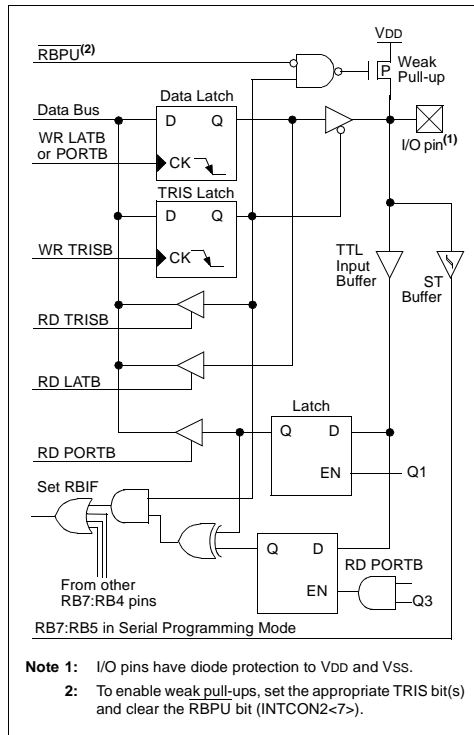 VDD
RBPU(2)
P
Weak
Pull-up
Data Bus
Data Latch
D Q
WR LATB
or PORTB
CK
I/O pin(1)
TRIS Latch
D Q
WR TRISB
CK
TTL
Input
Buffer
ST
Buffer
RD TRISB
RD LATB
Latch
Q D
RD PORTB
EN
Q1
Set RBIF
Q D
RD PORTB
EN
Q3
From other
RB7:RB4 pins
RB7:RB5 in Serial Programming Mode
Note 1: I/O pins have diode protection to VDD and VSS.
2: To enable weak pull-ups, set the appropriate TRIS bit(s)
and clear the RBPU bit (INTCON2<7>).